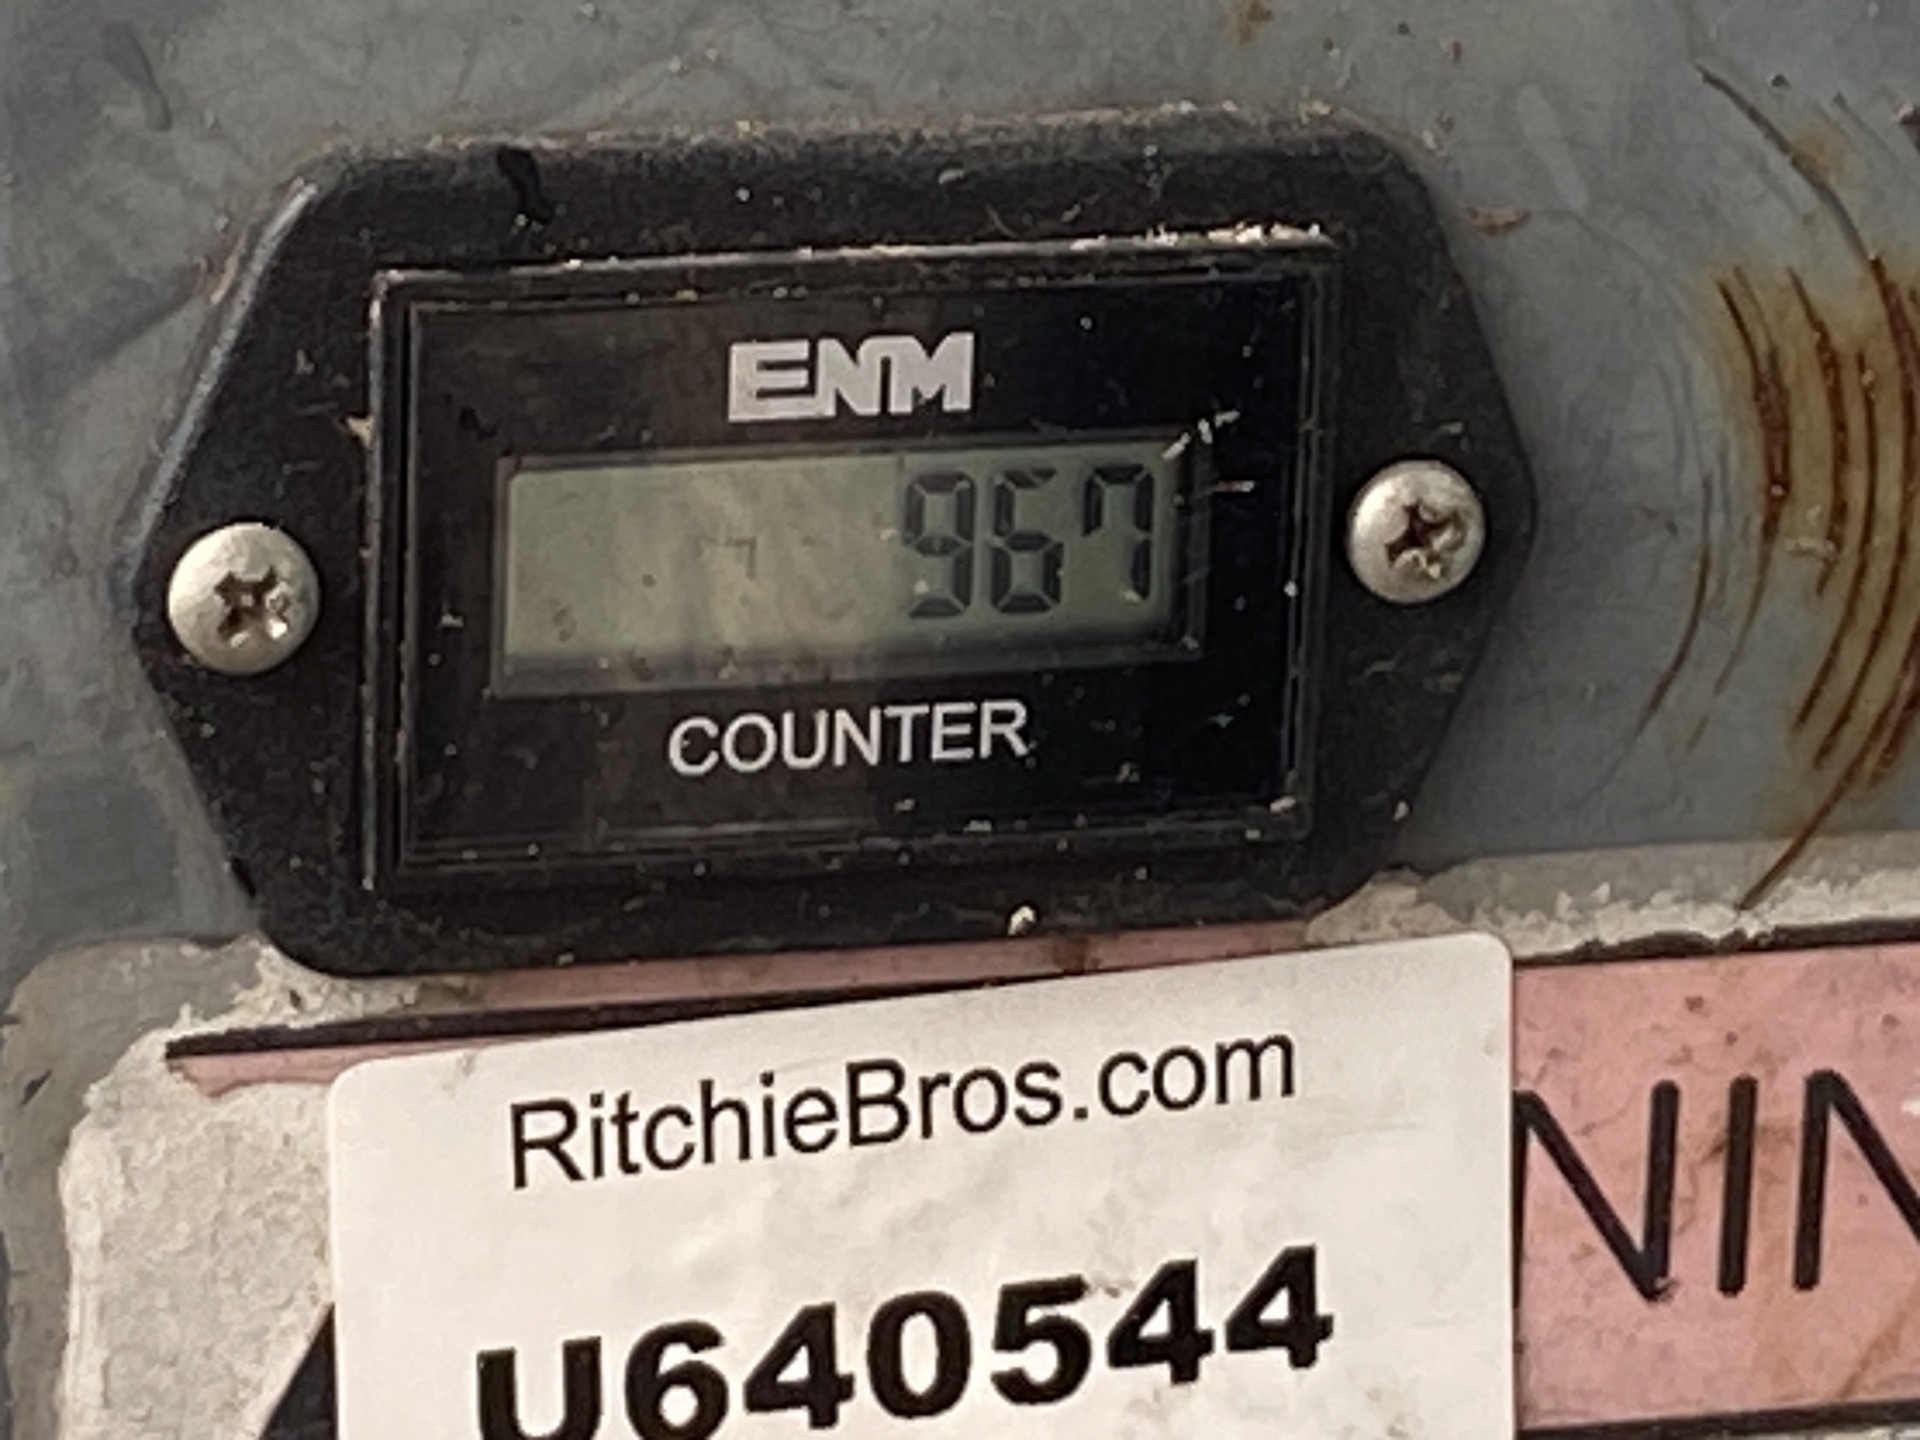 ENM
967
COUNTER
RitchieBros.com
U640544
NIN